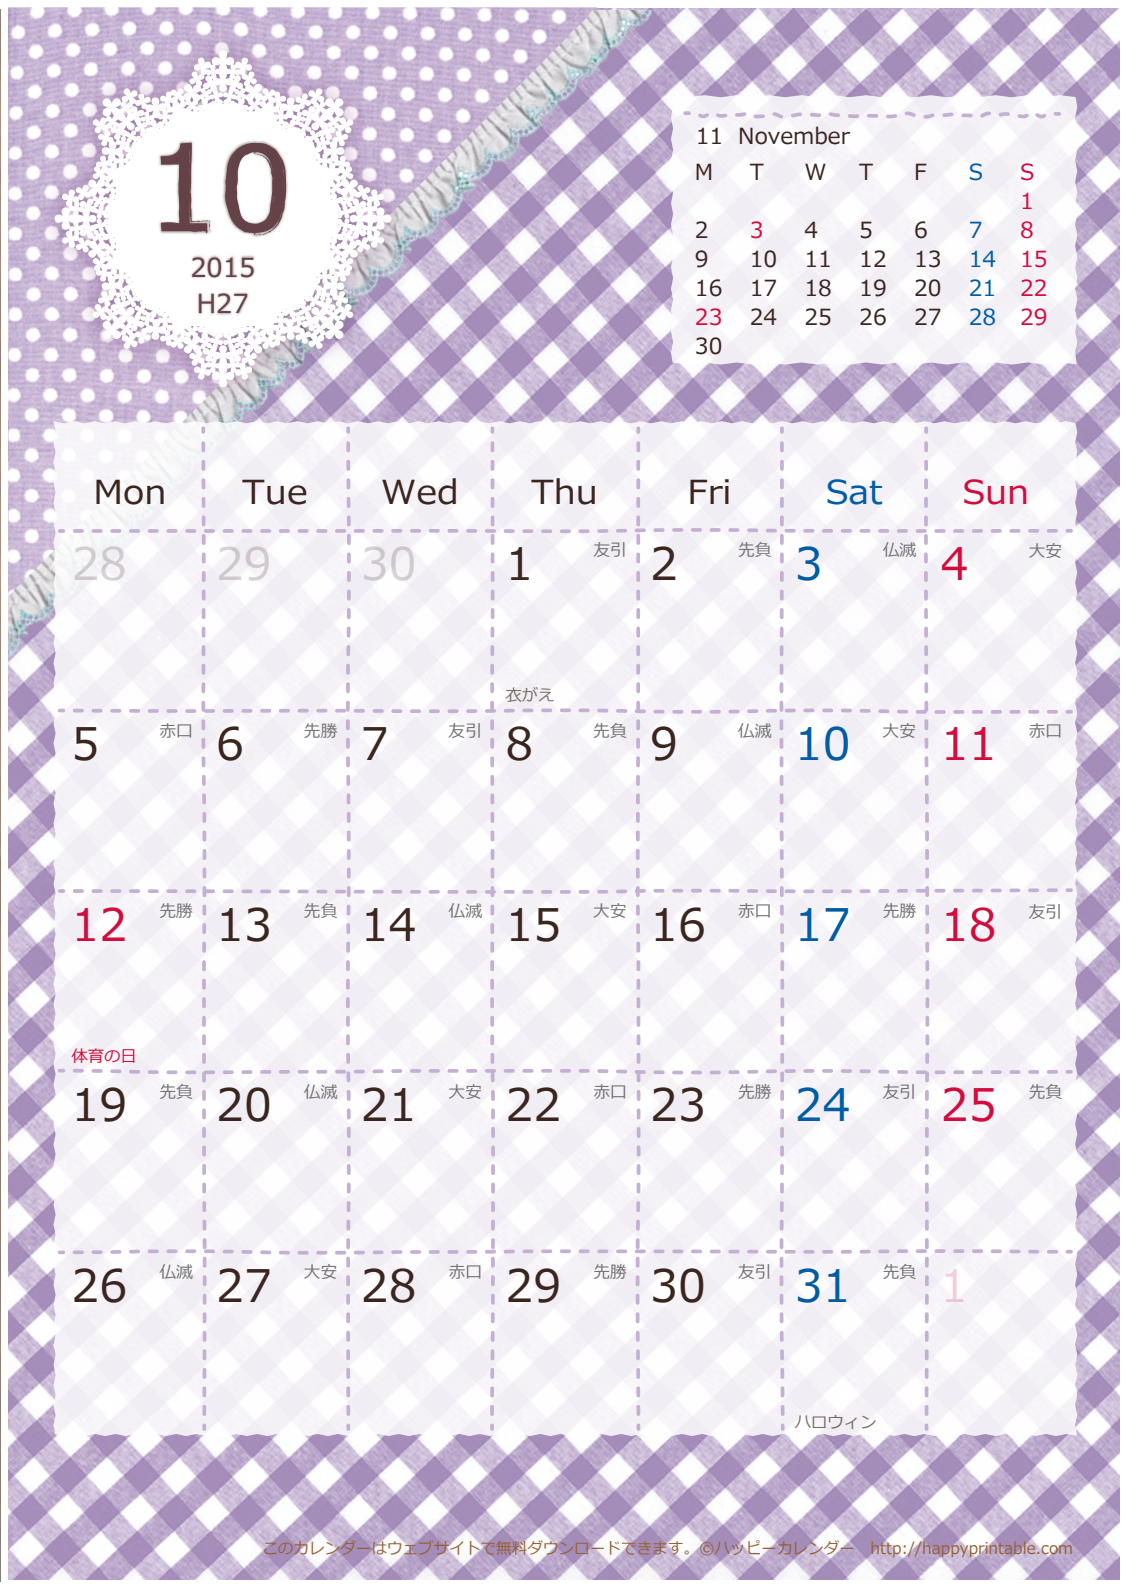 10
2015
H27
11 November
M T W T F S S
1
2 3 4 5 6 7 8
9 10 11 12 13 14 15
16 17 18 19 20 21 22
23 24 25 26 27 28 29
30
Mon Tue Wed Thu Fri Sat Sun
28 29 30 1 友引 2 先負 3 仏滅 4 大安
衣がえ
5 赤口 6 先勝 7 友引 8 先負 9 仏滅 10 大安 11 赤口
12 先勝 13 先負 14 仏滅 15 大安 16 赤口 17 先勝 18 友引
体育の日
19 先負 20 仏滅 21 大安 22 赤口 23 先勝 24 友引 25 先負
26 仏滅 27 大安 28 赤口 29 先勝 30 友引 31 先負 1
ハロウィン
このカレンダーはウェブサイトで無料ダウンロードできます。©ハッピーカレンダー http://happyprintable.com